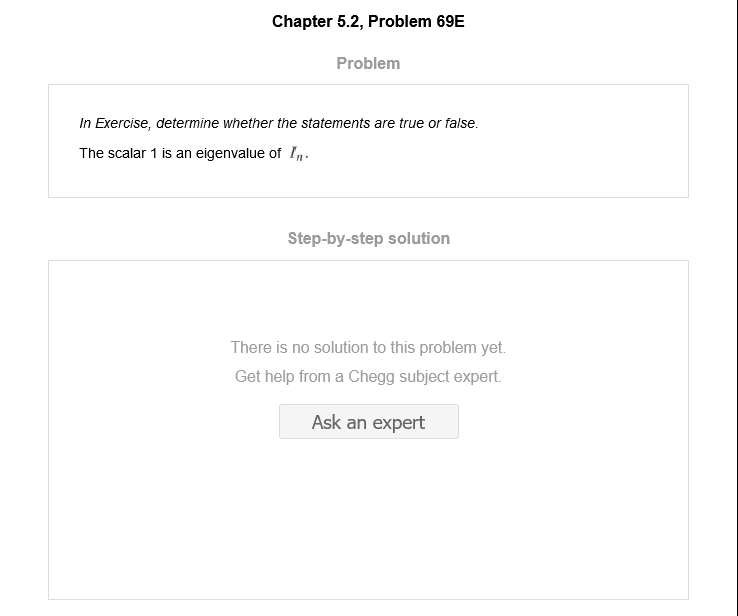 Chapter 5.2, Problem 69E
Problem
In Exercise, determine whether the statements are true or false.
The scalar 1 is an eigenvalue of Iₙ.
Step-by-step solution
There is no solution to this problem yet.
Get help from a Chegg subject expert.
Ask an expert